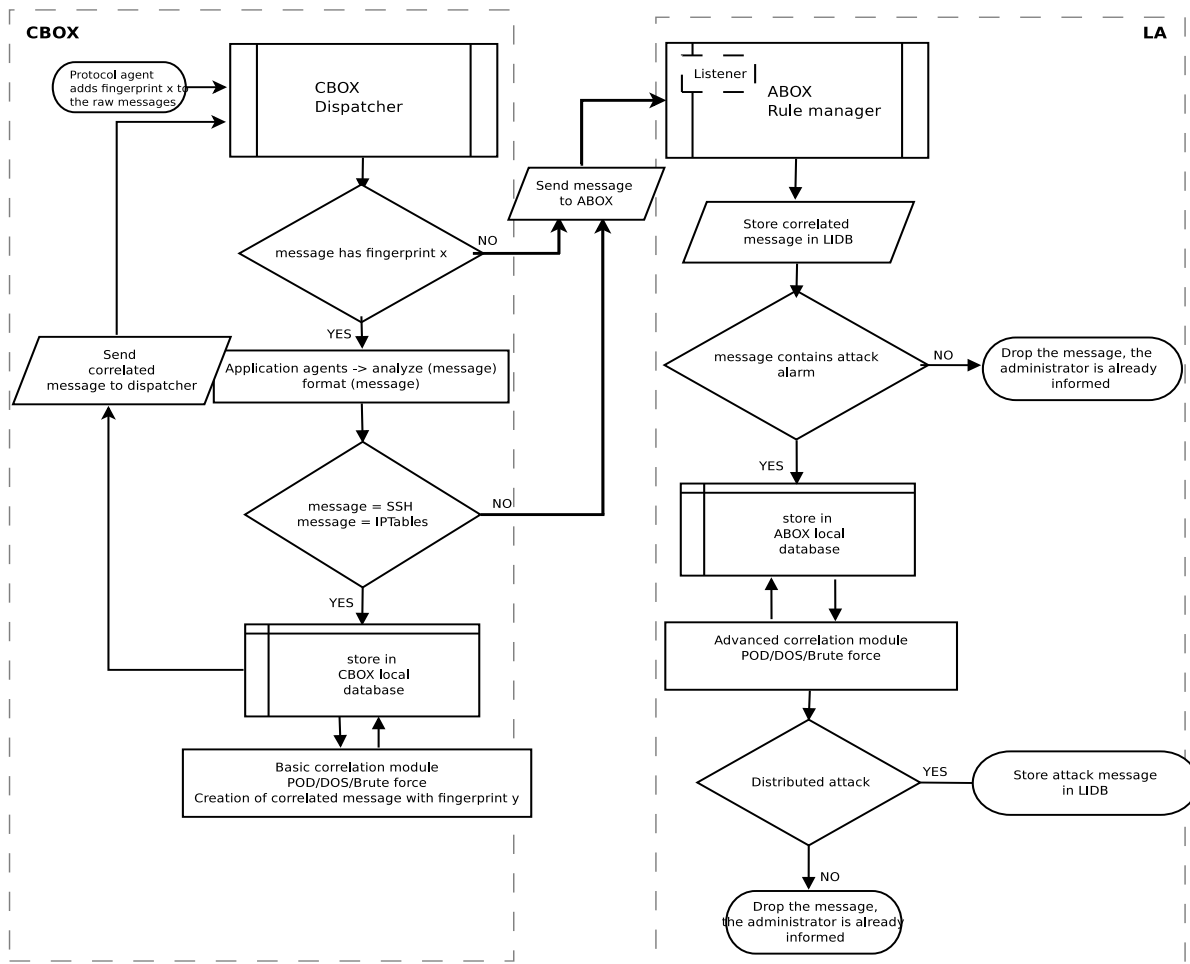 CBOX
Protocol agent
adds fingerprint x to
the raw messages
CBOX
Dispatcher
message has fingerprint x
NO
YES
Send message
to ABOX
Send
correlated
message to dispatcher
Application agents -> analyze (message)
format (message)
message = SSH
message = IPTables
NO
YES
store in
CBOX local
database
Basic correlation module
POD/DOS/Brute force
Creation of correlated message with fingerprint y
LA
Listener
ABOX
Rule manager
Store correlated
message in LIDB
message contains attack
alarm
NO
Drop the message, the
administrator is already
informed
YES
store in
ABOX local
database
Advanced correlation module
POD/DOS/Brute force
Distributed attack
YES
Store attack message
in LIDB
NO
Drop the message,
the administrator is already
informed